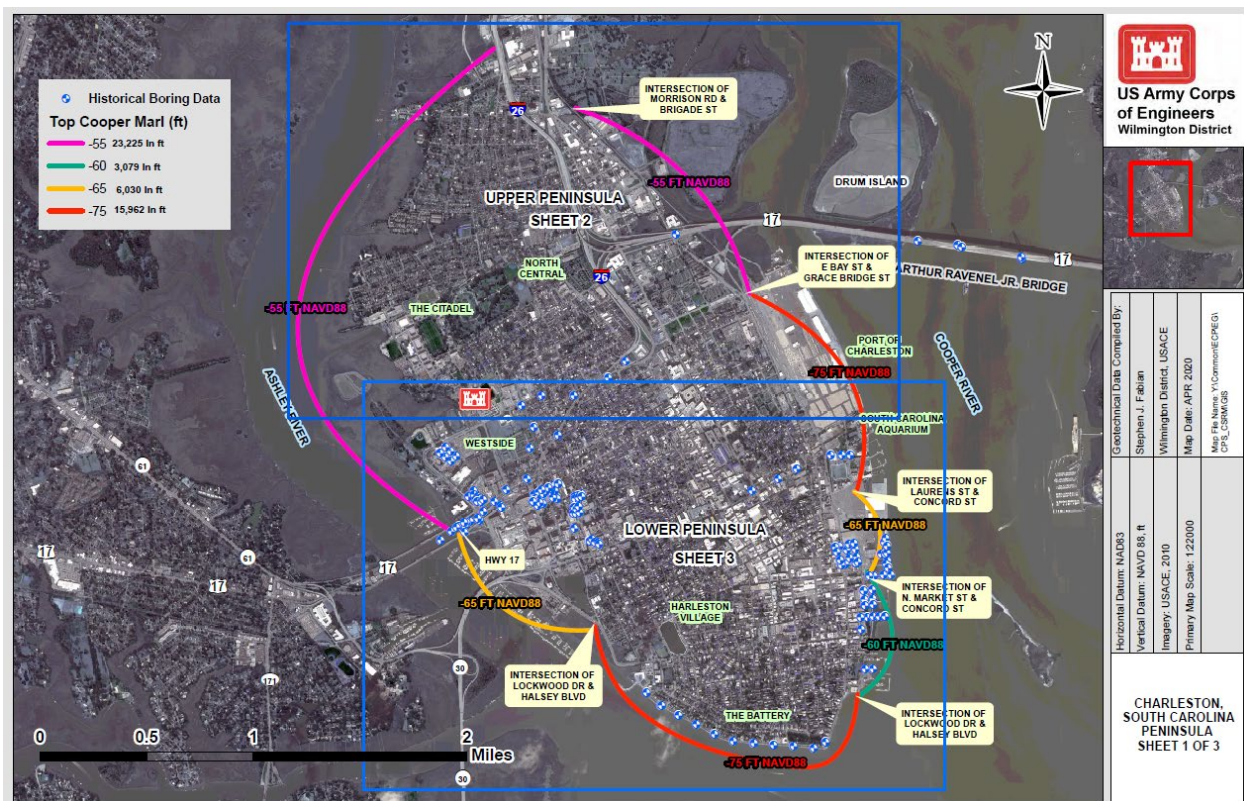 Historical Boring Data
Top Cooper Marl (ft)
-55 23,225 ln ft
-60 3,079 ln ft
-65 6,030 ln ft
-75 15,962 ln ft
26
INTERSECTION OF
MORRISON RD &
BRIGADE ST
N
US Army Corps
of Engineers
Wilmington District
-55 FT NAVD88
DRUM ISLAND
UPPER PENINSULA
SHEET 2
17
17
NORTH
CENTRAL
26
INTERSECTION OF
E BAY ST &
GRACE BRIDGE ST
ARTHUR RAVENEL JR. BRIDGE
-55 FT NAVD88
THE CITADEL
PORT OF
CHARLESTON
-75 FT NAVD88
ASHLEY RIVER
COOPER RIVER
SOUTH CAROLINA
AQUARIUM
WESTSIDE
61
INTERSECTION OF
LAURENS ST &
CONCORD ST
-65 FT NAVD88
LOWER PENINSULA
SHEET 3
17
61
17
17
HWY 17
INTERSECTION OF
N. MARKET ST &
CONCORD ST
-65 FT NAVD88
HARLESTON
VILLAGE
-60 FT NAVD88
30
171
INTERSECTION OF
LOCKWOOD DR &
HALSEY BLVD
THE BATTERY
INTERSECTION OF
LOCKWOOD DR &
HALSEY BLVD
-75 FT NAVD88
0 0.5 1 2
Miles
30
Horizontal Datum: NAD83
Vertical Datum: NAVD 88, ft
Imagery: USACE, 2010
Primary Map Scale: 1:22000
Geotechnical Data Compiled By:
Stephen J. Fabian
Wilmington District, USACE
Map Date: APR 2020
Map File Name: Y:\Common\ECP\EG\
CPS_CSRM\GIS
CHARLESTON,
SOUTH CAROLINA
PENINSULA
SHEET 1 OF 3